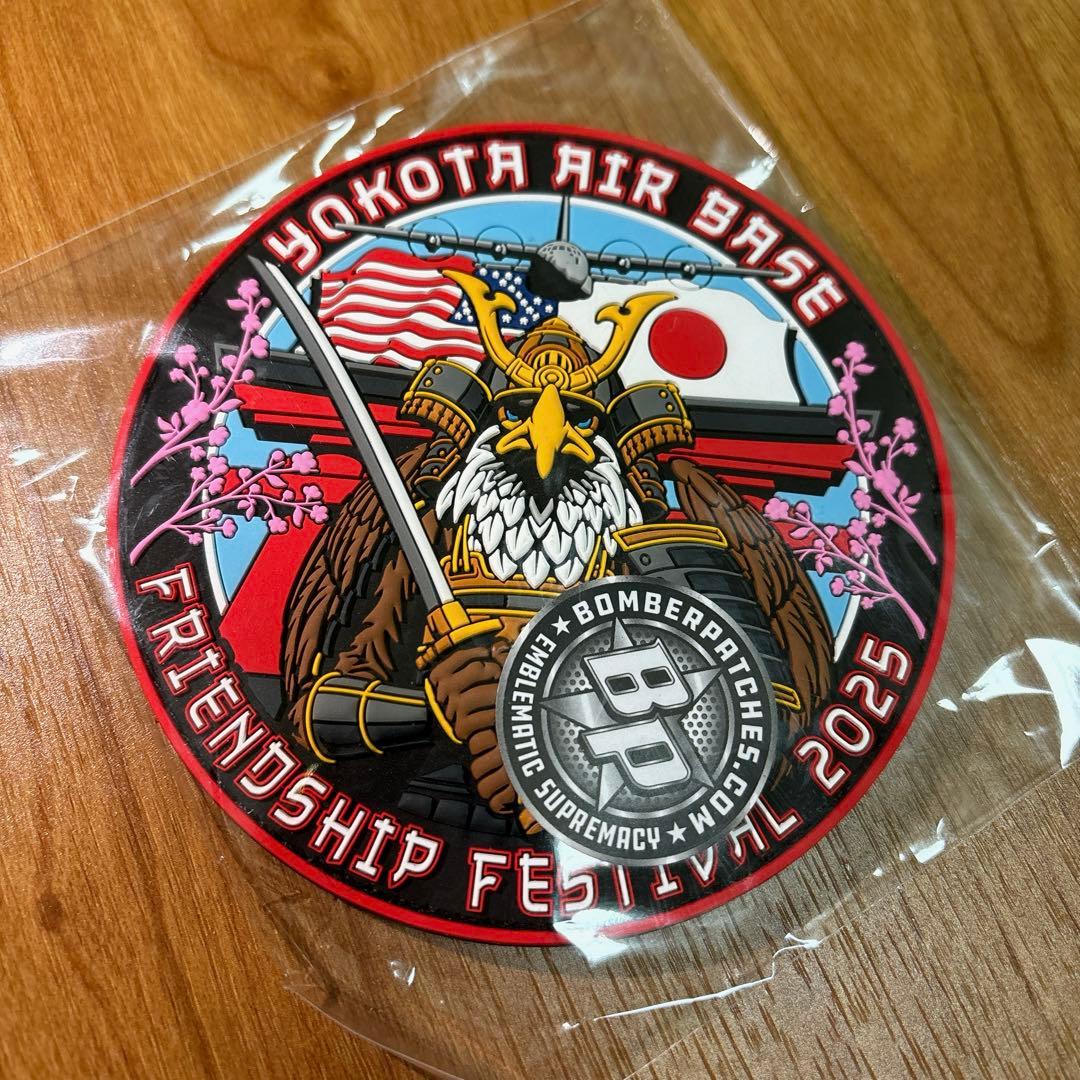 YOKOTA AIR BASE
FRIENDSHIP FESTIVAL 2025
BOMBERPATCHES.COM
BP
EMBLEMATIC SUPREMACY